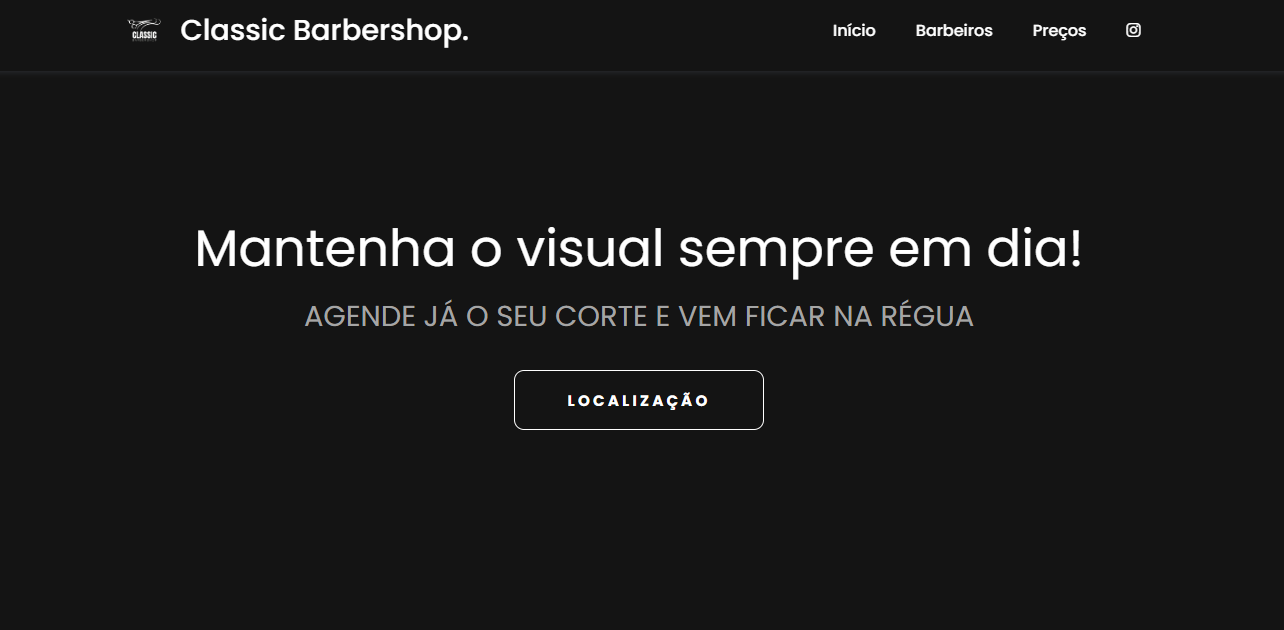 CLASSIC
Classic Barbershop.
Início
Barbeiros
Preços
Mantenha o visual sempre em dia!
AGENDE JÁ O SEU CORTE E VEM FICAR NA RÉGUA
LOCALIZAÇÃO